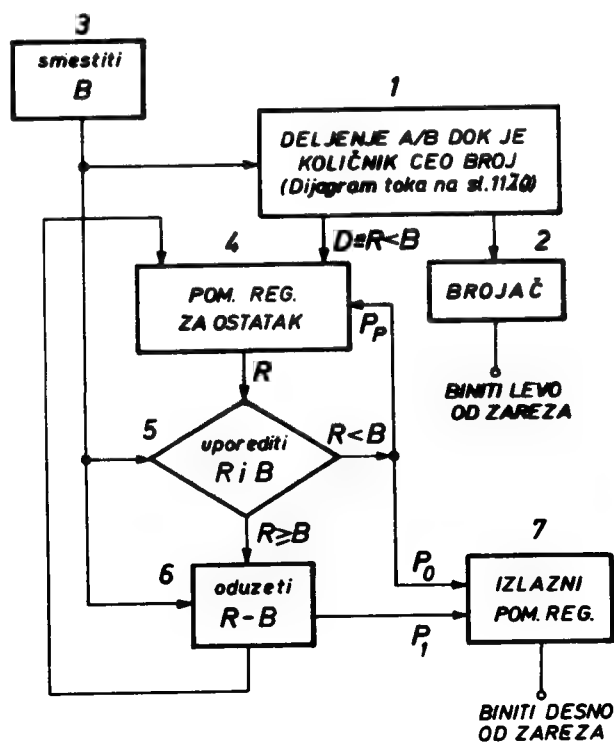 3
smestiti
B
1
DELJENJE A/B DOK JE
KOLIČNIK CEO BROJ
(Dijagram toka na sl. 11.7a)
4
D≡R<B
2
POM. REG.
ZA OSTATAK
BROJAČ
P_P
R
BINITI LEVO
OD ZAREZA
5
uporediti
R i B
R<B
R≥B
7
6
oduzeti
R-B
P_0
IZLAZNI
POM. REG.
P_1
BINITI DESNO
OD ZAREZA